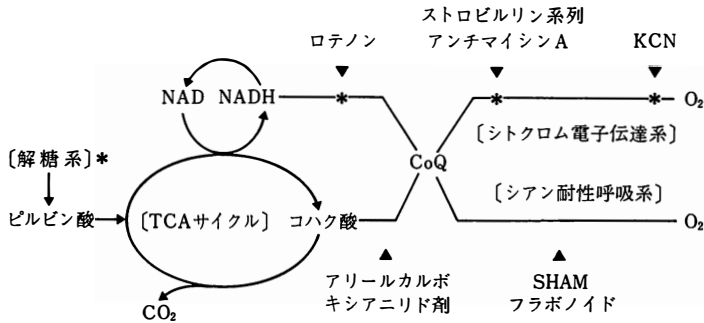 ストロビルリン系列
ロテノン アンチマイシンA KCN
NAD NADH * * * O₂
〔シトクロム電子伝達系〕
〔解糖系〕* CoQ
〔シアン耐性呼吸系〕
ピルビン酸 〔TCAサイクル〕 コハク酸 O₂
アリールカルボ SHAM
キシアニリド剤 フラボノイド
CO₂